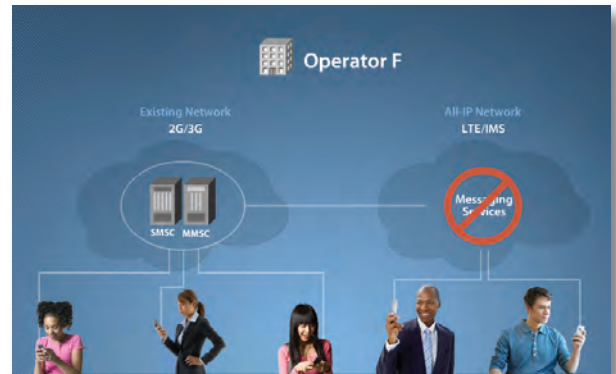 Operator F
Existing Network
2G/3G
All-IP Network
LTE/IMS
SMSC MMSC
Messaging
Services